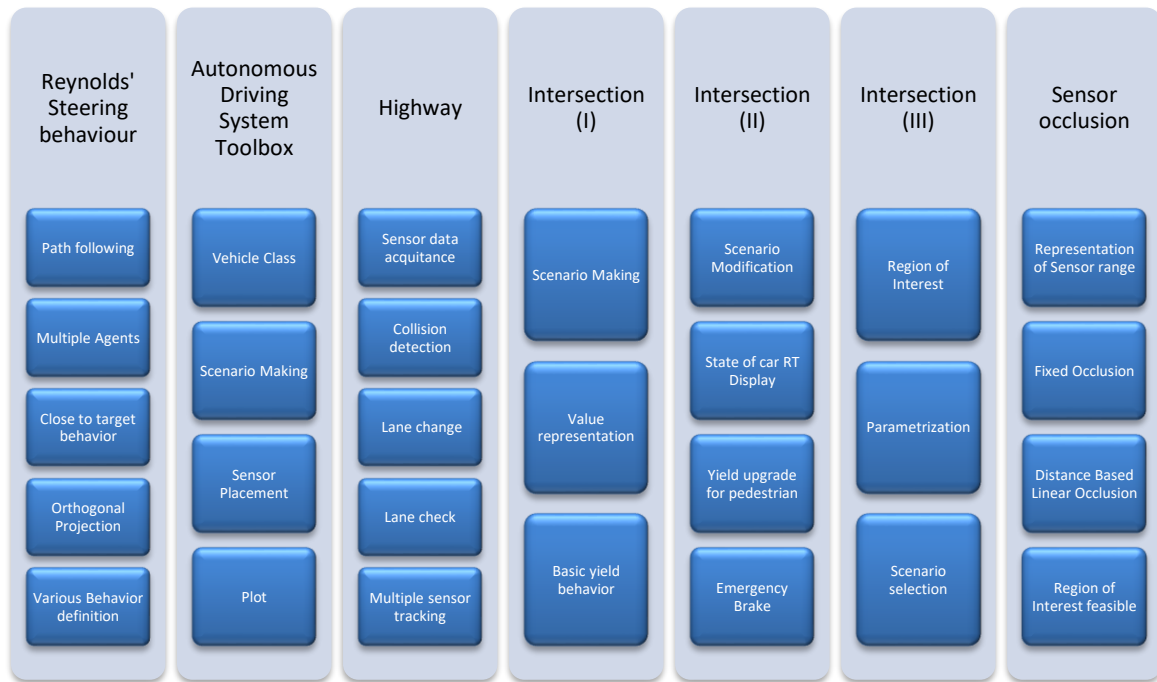 Reynolds'
Steering
behaviour
Path following
Multiple Agents
Close to target
behavior
Orthogonal
Projection
Various Behavior
definition
Autonomous
Driving
System
Toolbox
Vehicle Class
Scenario Making
Sensor
Placement
Plot
Highway
Sensor data
acquitance
Collision
detection
Lane change
Lane check
Multiple sensor
tracking
Intersection
(I)
Scenario Making
Value
representation
Basic yield
behavior
Intersection
(II)
Scenario
Modification
State of car RT
Display
Yield upgrade
for pedestrian
Emergency
Brake
Intersection
(III)
Region of
Interest
Parametrization
Scenario
selection
Sensor
occlusion
Representation
of Sensor range
Fixed Occlusion
Distance Based
Linear Occlusion
Region of
Interest feasible